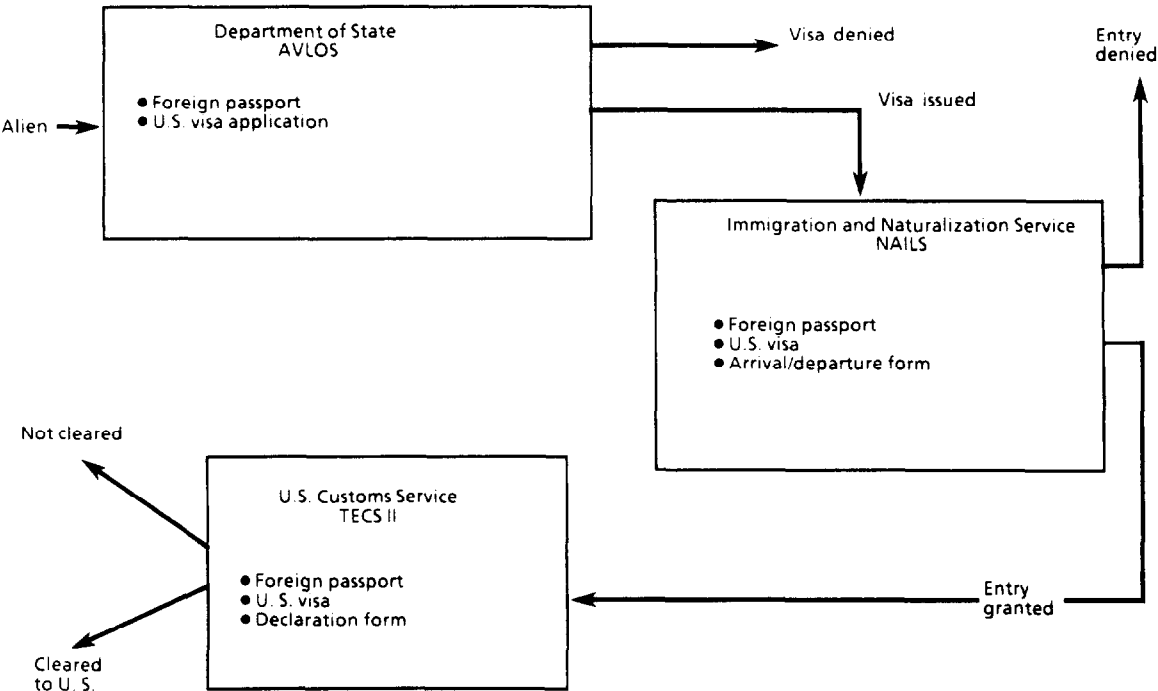 Department of State
AVLOS
● Foreign passport
● U.S. visa application
Alien
Visa denied
Visa issued
Entry
denied
Immigration and Naturalization Service
NAILS
● Foreign passport
● U.S. visa
● Arrival/departure form
Entry
granted
U.S. Customs Service
TECS II
● Foreign passport
● U.S. visa
● Declaration form
Not cleared
Cleared
to U.S.